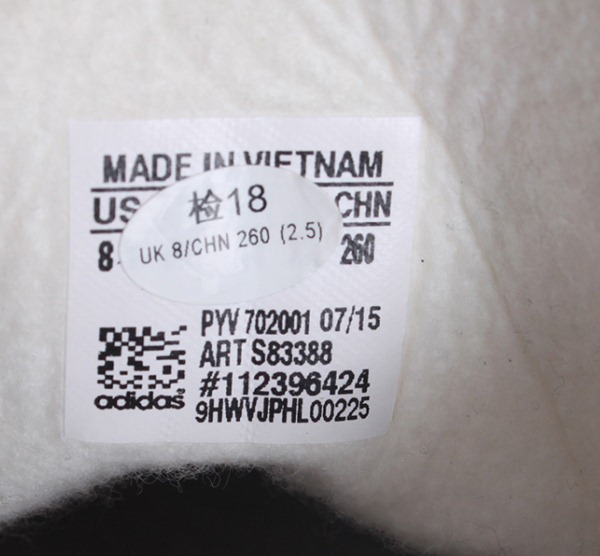 MADE IN VIETNAM
US CHN
检18
8- 260
UK 8/CHN 260 (2.5)
PYV 702001 07/15
ART S83388
#112396424
adidas
9HWVJPHL00225